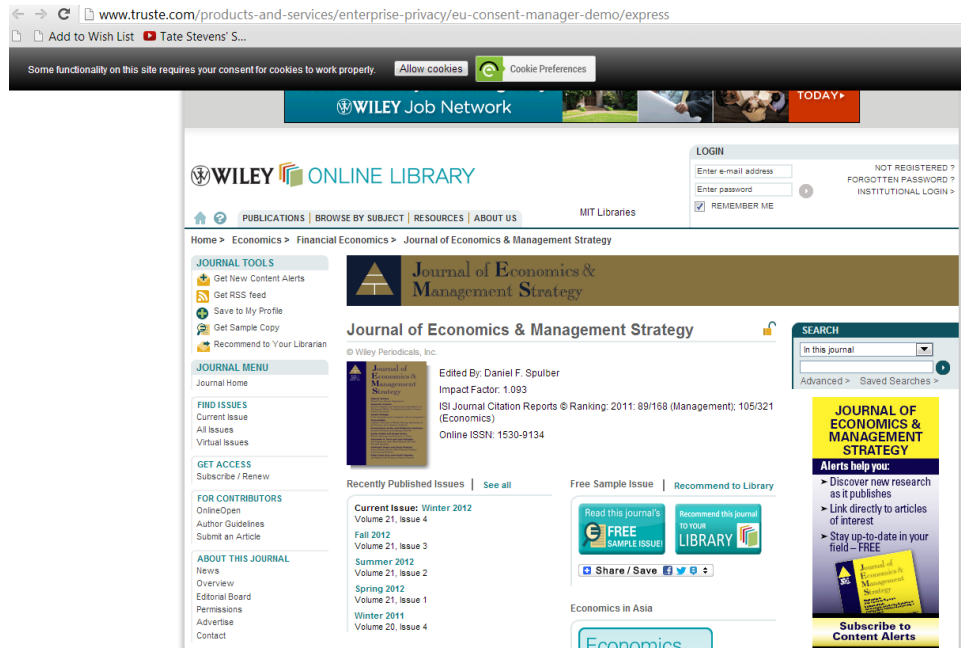 www.truste.com/products-and-services/enterprise-privacy/eu-consent-manager-demo/express
Add to Wish List Tate Stevens' S...
Some functionality on this site requires your consent for cookies to work properly. Allow cookies Cookie Preferences
WILEY Job Network
TODAY
WILEY ONLINE LIBRARY
LOGIN
Enter e-mail address
Enter password
REMEMBER ME
NOT REGISTERED ?
FORGOTTEN PASSWORD ?
INSTITUTIONAL LOGIN >
PUBLICATIONS | BROWSE BY SUBJECT | RESOURCES | ABOUT US
MIT Libraries
Home > Economics > Financial Economics > Journal of Economics & Management Strategy
JOURNAL TOOLS
Get New Content Alerts
Get RSS feed
Save to My Profile
Get Sample Copy
Recommend to Your Librarian
JOURNAL MENU
Journal Home
FIND ISSUES
Current Issue
All Issues
Virtual Issues
GET ACCESS
Subscribe / Renew
FOR CONTRIBUTORS
OnlineOpen
Author Guidelines
Submit an Article
ABOUT THIS JOURNAL
News
Overview
Editorial Board
Permissions
Advertise
Contact
Journal of Economics &
Management Strategy
Journal of Economics & Management Strategy
© Wiley Periodicals, Inc.
Journal of
Economics &
Management
Strategy
Edited By: Daniel F. Spulber
Impact Factor: 1.093
ISI Journal Citation Reports © Ranking: 2011: 89/168 (Management); 105/321
(Economics)
Online ISSN: 1530-9134
Recently Published Issues | See all
Current Issue: Winter 2012
Volume 21, Issue 4
Fall 2012
Volume 21, Issue 3
Summer 2012
Volume 21, Issue 2
Spring 2012
Volume 21, Issue 1
Winter 2011
Volume 20, Issue 4
Free Sample Issue | Recommend to Library
Read this journal's
FREE
SAMPLE ISSUE!
Recommend this journal
TO YOUR
LIBRARY
Share / Save
Economics in Asia
Economics
SEARCH
In this journal
Advanced > Saved Searches >
JOURNAL OF
ECONOMICS &
MANAGEMENT
STRATEGY
Alerts help you:
➤ Discover new research
as it publishes
➤ Link directly to articles
of interest
➤ Stay up-to-date in your
field – FREE
Journal of
Economics &
Management
Strategy
Subscribe to
Content Alerts